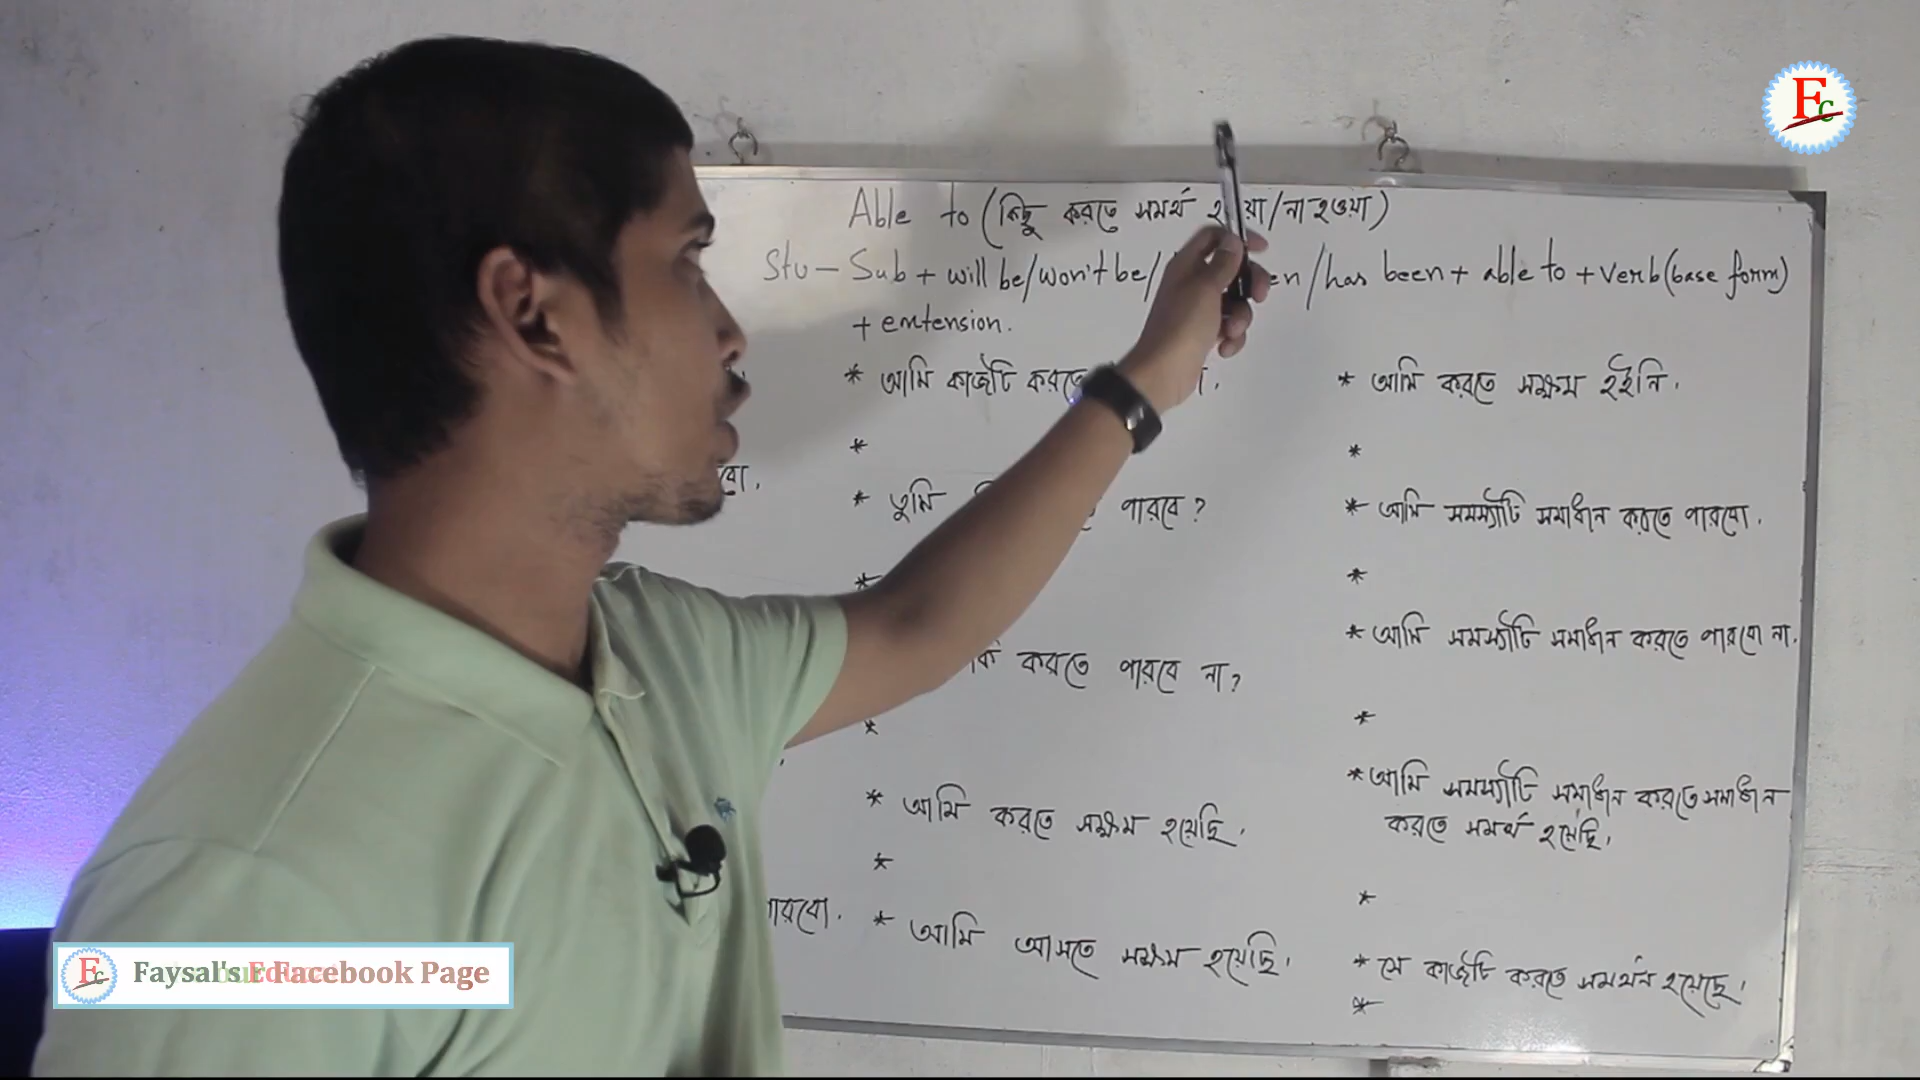 Able to (কিছু করতে সমর্থ হওয়া/না হওয়া)
Stu - Sub + will be/won't be/ /has been + able to + verb (base form)
+ entension.
* আমি কাজটি করতে
*
* তুমি পারবে?
*
করতে পারবে না?
*
* আমি করতে সক্ষম হয়েছি.
*
পারবো.
* আমি আসতে সক্ষম হয়েছি.
* আমি করতে সক্ষম হইনি.
*
* আমি সমস্যাটি সমাধান করতে পারবো.
*
* আমি সমস্যাটি সমাধান করতে পারবো না.
*
* আমি সমস্যাটি সমাধান করতে সমাধান
করতে সমর্থ হয়েছি.
*
* সে কাজটি করতে সমর্থন হয়েছে.
*
Fc
Fc Faysal's Facebook Page